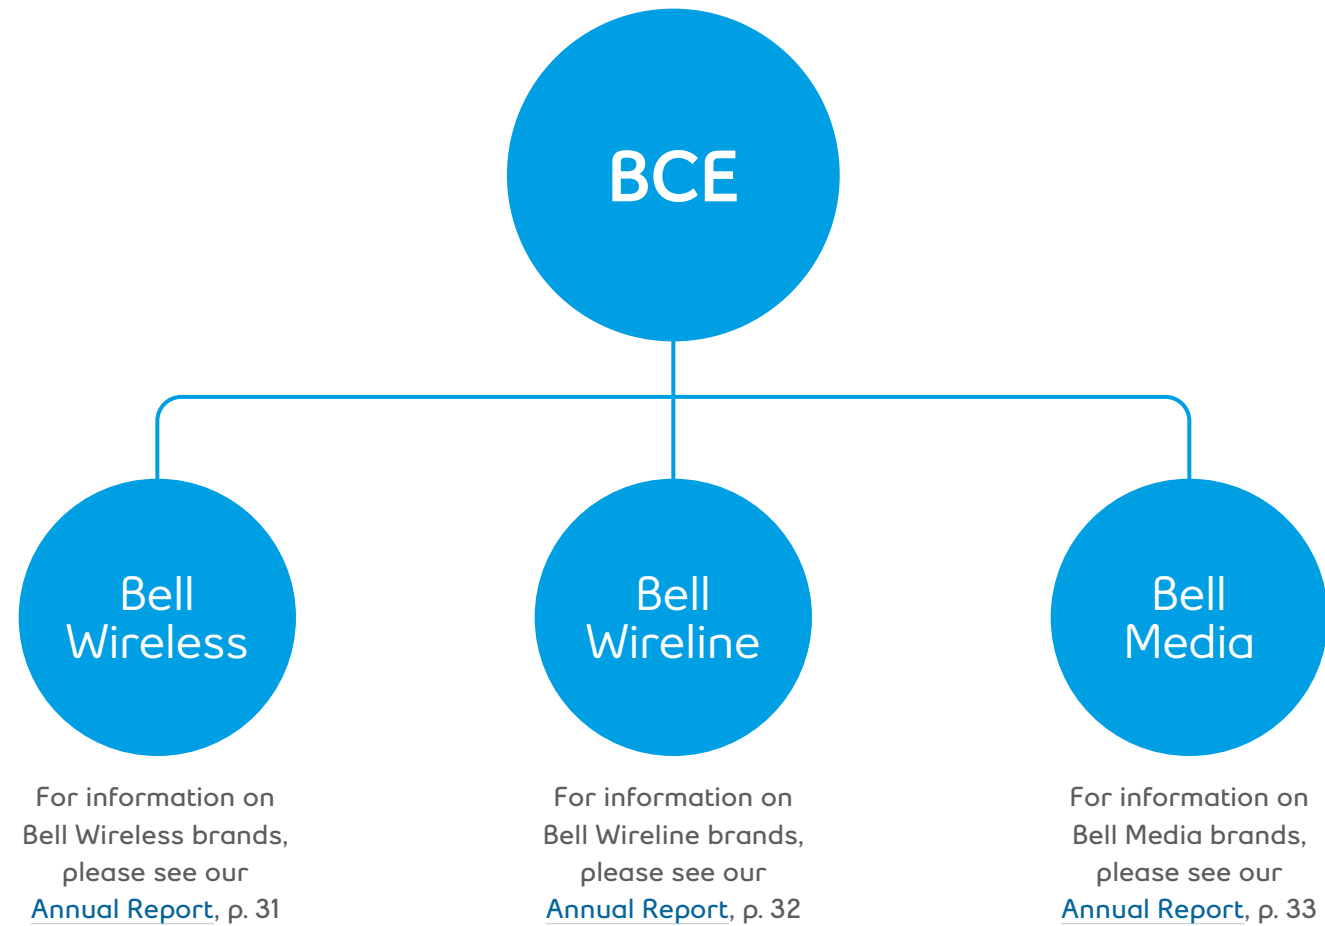 BCE
Bell
Wireless
Bell
Wireline
Bell
Media
For information on
Bell Wireless brands,
please see our
Annual Report, p. 31
For information on
Bell Wireline brands,
please see our
Annual Report, p. 32
For information on
Bell Media brands,
please see our
Annual Report, p. 33